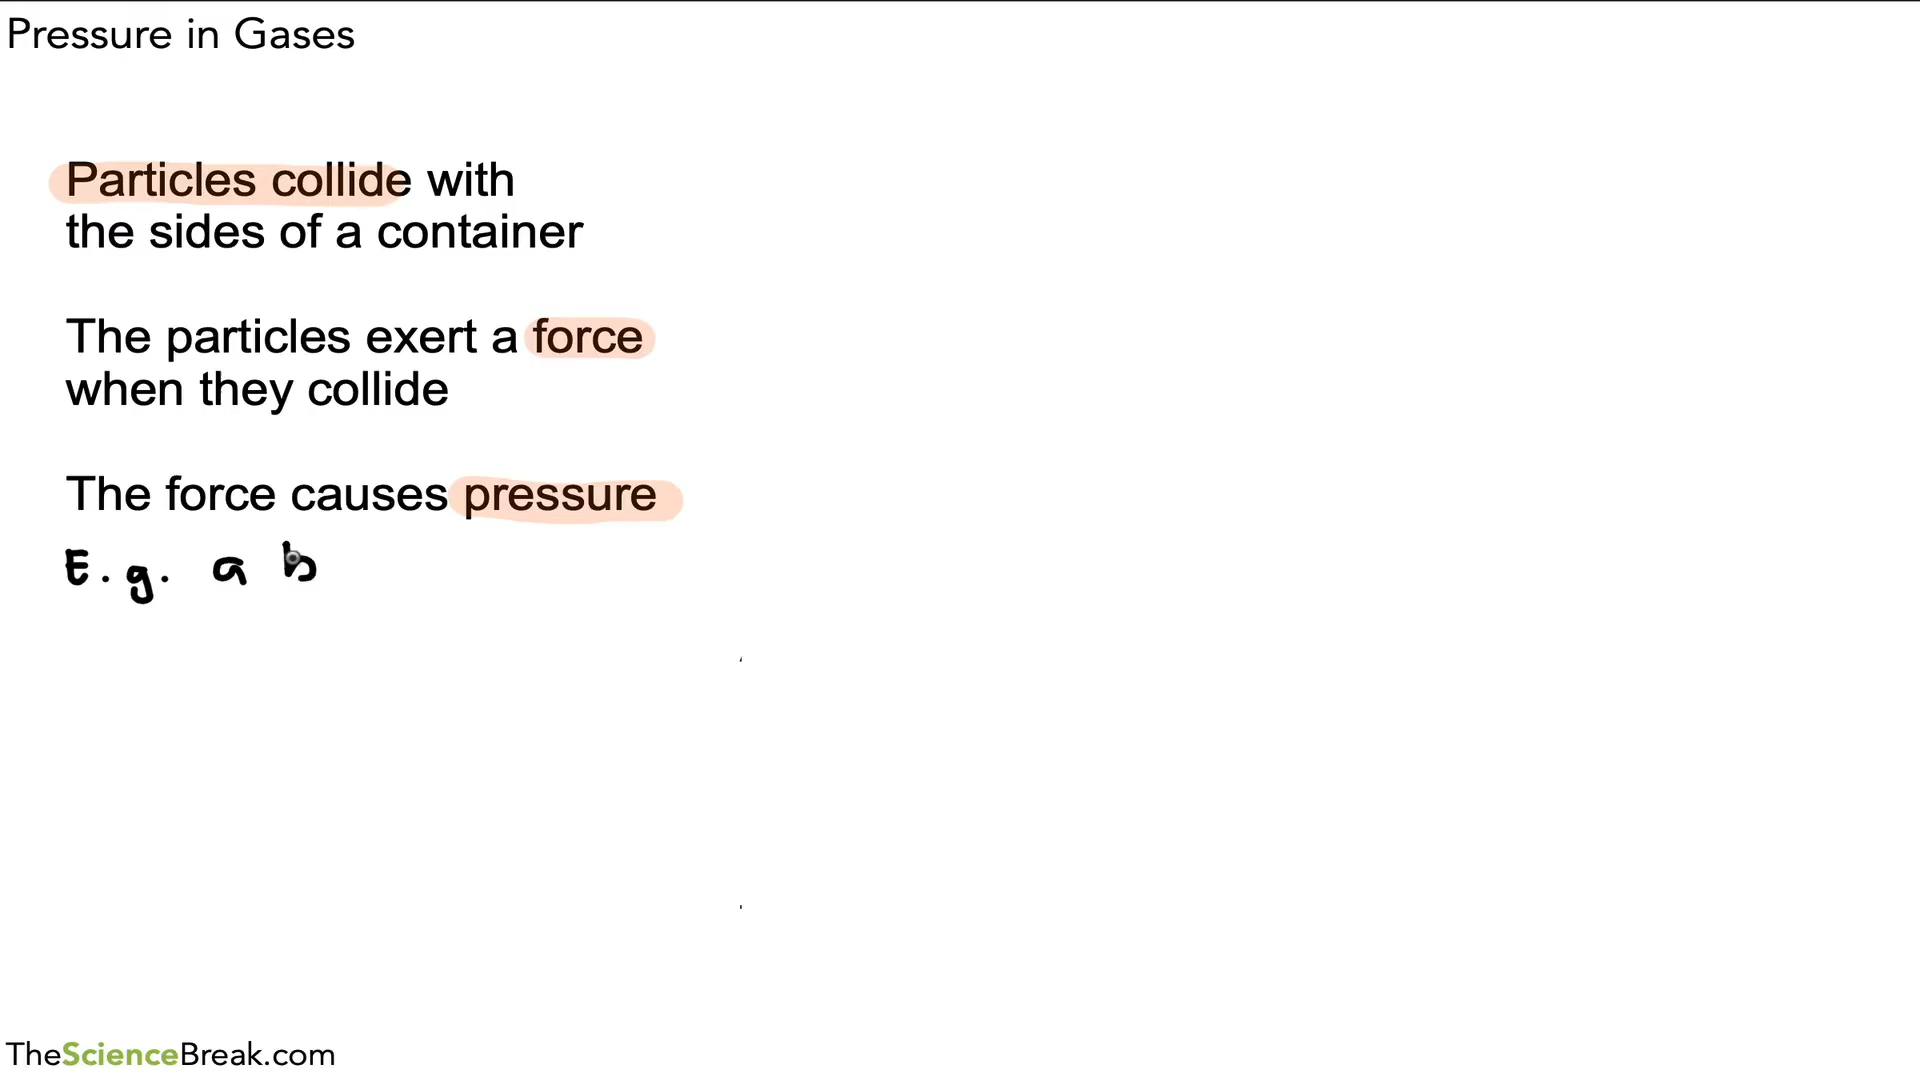 Pressure in Gases
Particles collide with
the sides of a container
The particles exert a force
when they collide
The force causes pressure
E.g. a b
TheScienceBreak.com